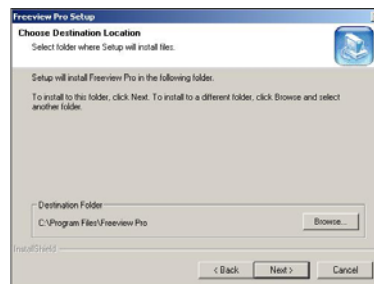 Freeview Pro Setup
Choose Destination Location
Select folder where Setup will install files.
Setup will install Freeview Pro in the following folder.
To install to this folder, click Next. To install to a different folder, click Browse and select
another folder.
Destination Folder
C:\Program Files\Freeview Pro
Browse...
InstallShield
< Back
Next >
Cancel